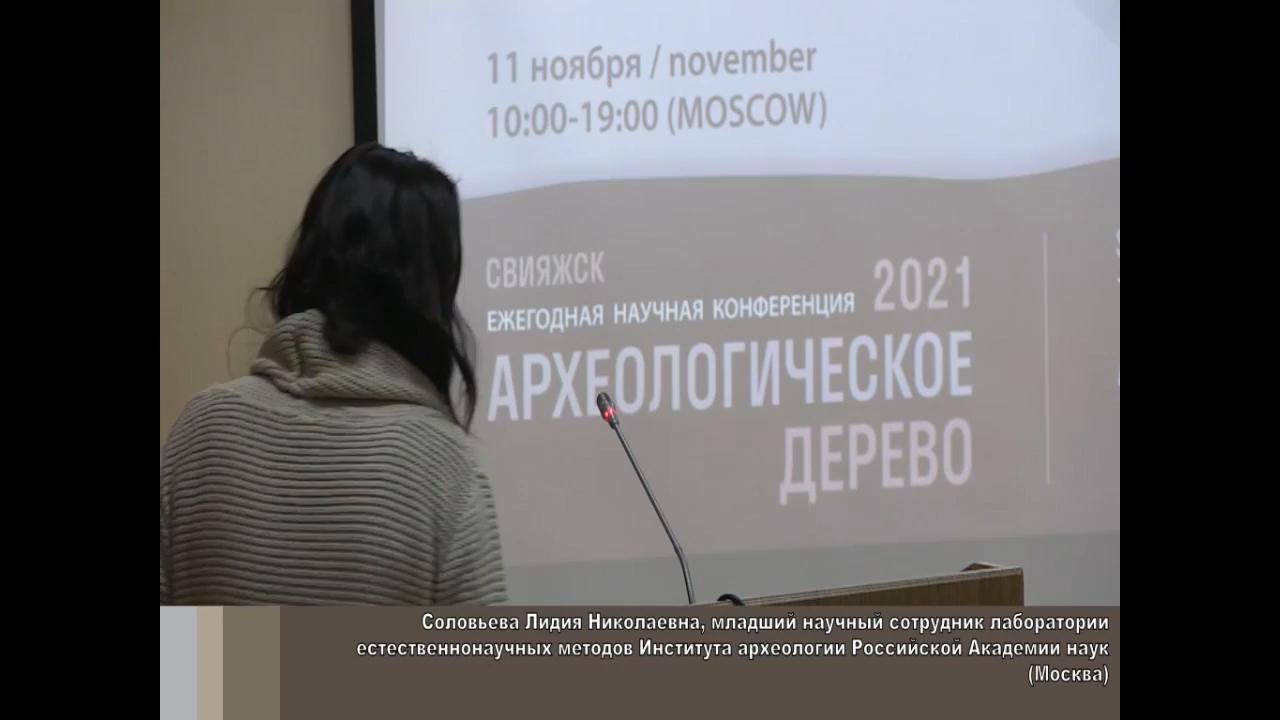 11 ноября / november
10:00-19:00 (MOSCOW)
СВИЯЖСК
ЕЖЕГОДНАЯ НАУЧНАЯ КОНФЕРЕНЦИЯ 2021
АРХЕОЛОГИЧЕСКОЕ
ДЕРЕВО
Соловьева Лидия Николаевна, младший научный сотрудник лаборатории
естественнонаучных методов Института археологии Российской Академии наук
(Москва)